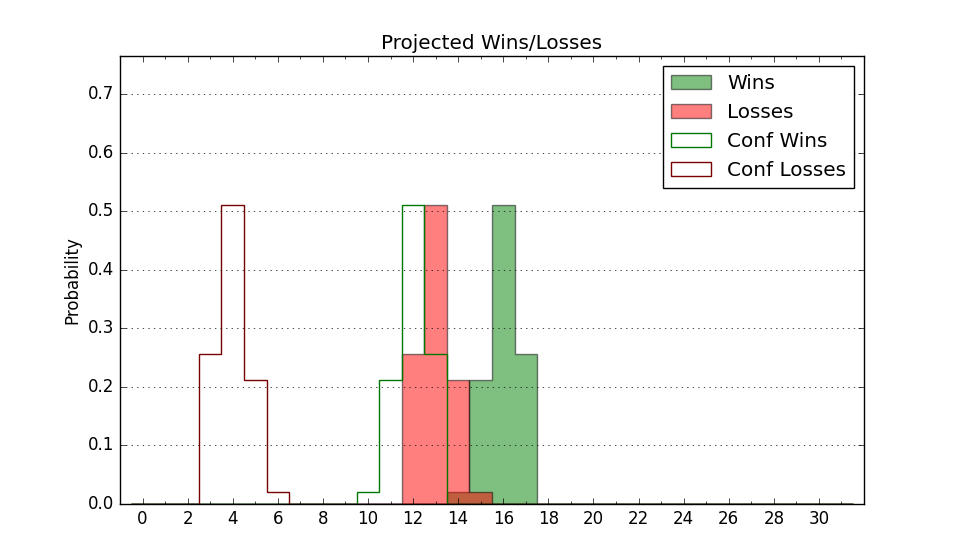 Projected Wins/Losses
Wins
Losses
Conf Wins
Conf Losses
Probability
0.7
0.6
0.5
0.4
0.3
0.2
0.1
0.0
0 2 4 6 8 10 12 14 16 18 20 22 24 26 28 30